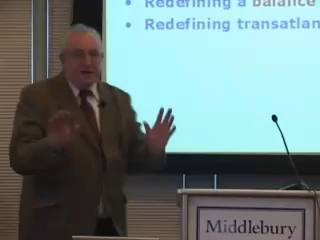 • Redefining a balance
• Redefining transatlan
Middlebury